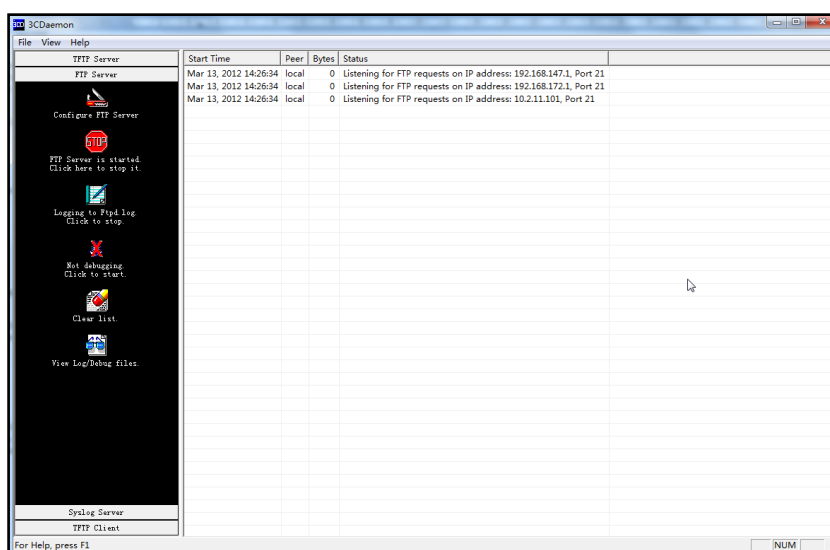 3CD 3CDaemon
File View Help
TFTP Server
FTP Server
Configure FTP Server
STOP
FTP Server is started.
Click here to stop it.
Logging to Ftpd.log.
Click to stop.
Not debugging.
Click to start.
Clear list.
View Log/Debug files.
Syslog Server
TFTP Client
Start Time Peer Bytes Status
Mar 13, 2012 14:26:34 local 0 Listening for FTP requests on IP address: 192.168.147.1, Port 21
Mar 13, 2012 14:26:34 local 0 Listening for FTP requests on IP address: 192.168.172.1, Port 21
Mar 13, 2012 14:26:34 local 0 Listening for FTP requests on IP address: 10.2.11.101, Port 21
For Help, press F1
NUM